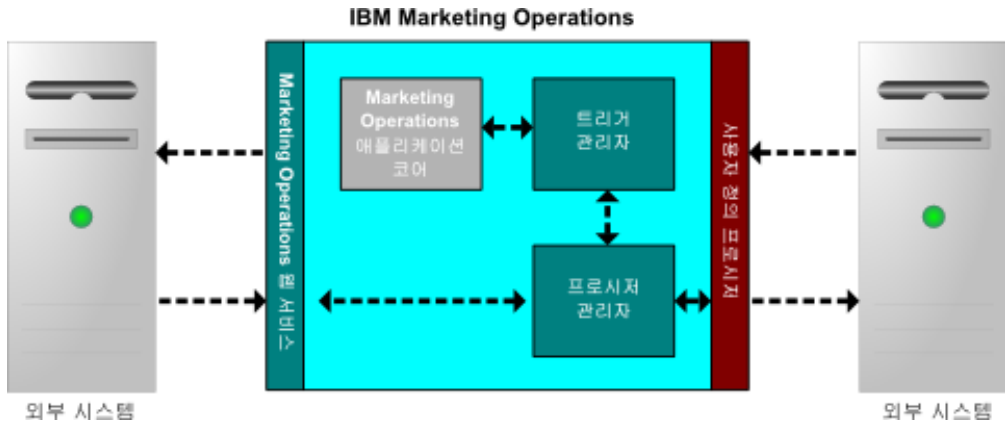 IBM Marketing Operations
Marketing Operations 웹 서비스
Marketing
Operations
애플리케이션
코어
트리거
관리자
프로시저
관리자
사용자 정의 프로시저
외부 시스템
외부 시스템